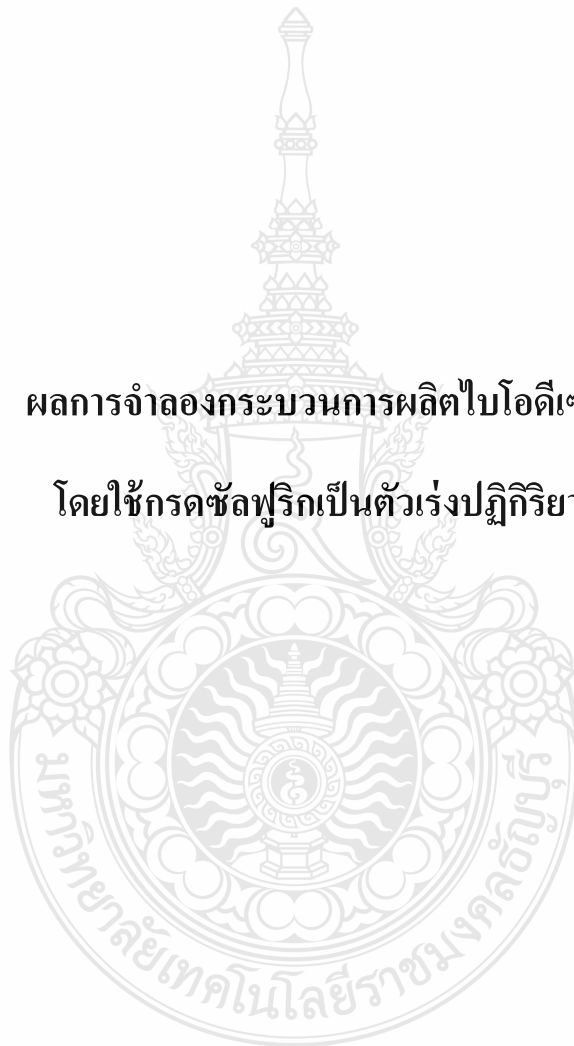 ผลการจำลองกระบวนการผลิตไบโอดีเ
โดยใช้กรดซัลฟูริกเป็นตัวเร่งปฏิกิริยา
มหาวิทยาลัยเทคโนโลยีราชมงคลธัญบุรี